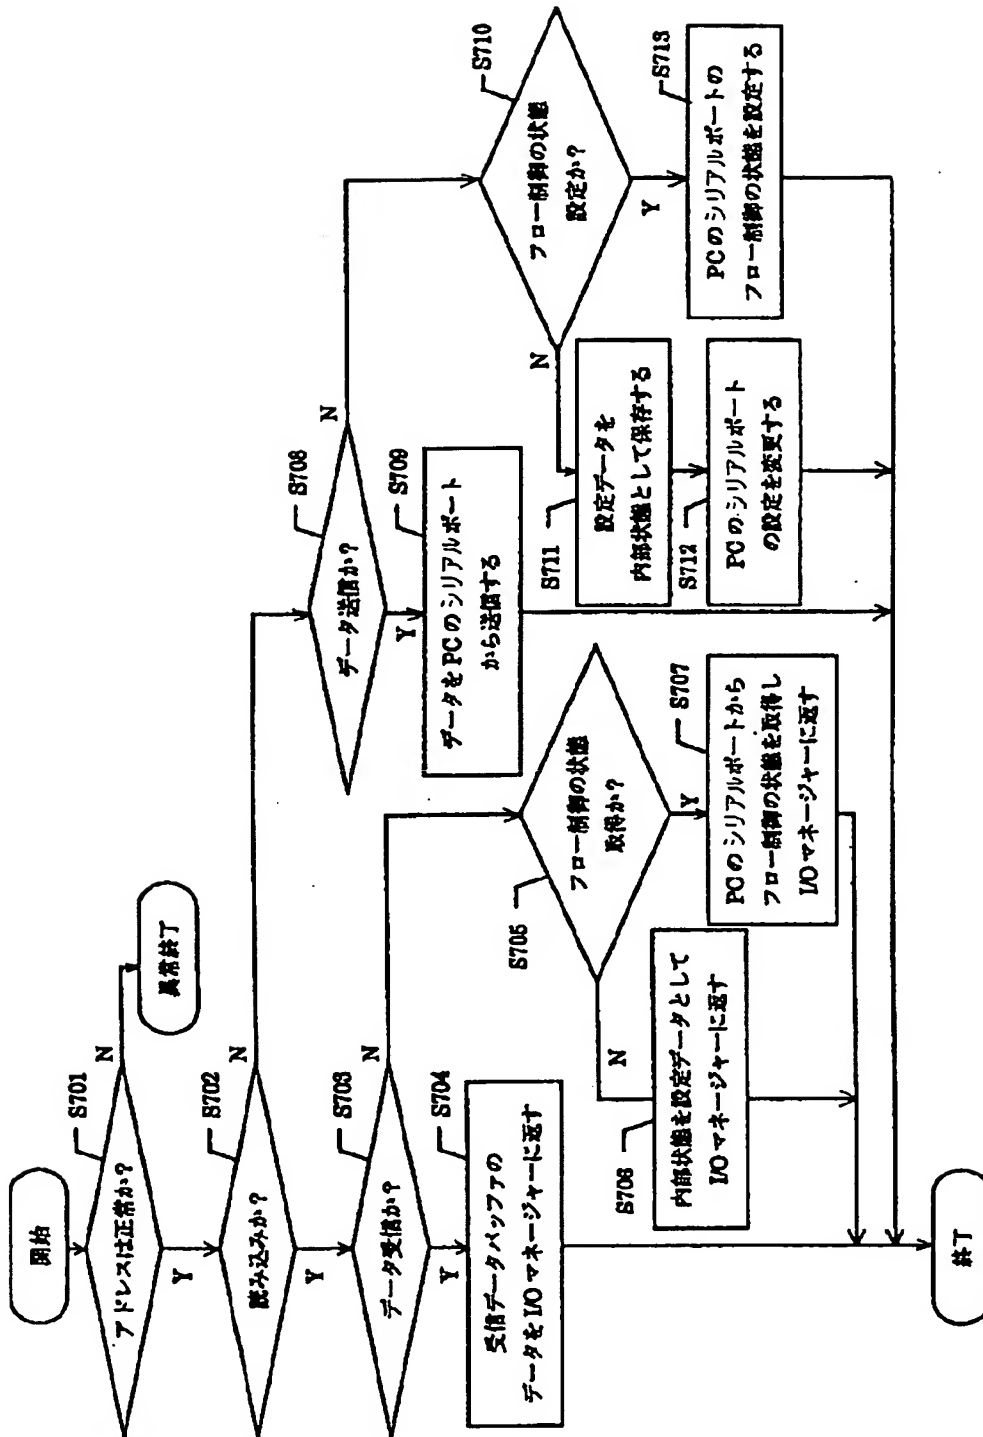 開始
アドレスは正常か?
S701
N
異常終了
Y
読み込みか?
S702
N
Y
データ受信か?
S703
N
Y
S704
受信データバッファの
データをI/Oマネージャーに返す
フロー制御の状態
取得か?
S705
N
Y
S706
内部状態を設定データとして
I/Oマネージャーに返す
S707
PCのシリアルポートから
フロー制御の状態を取得し
I/Oマネージャーに返す
データ送信か?
S708
N
Y
S709
データをPCのシリアルポート
から送信する
フロー制御の状態
設定か?
S710
N
Y
S711
設定データを
内部状態として保存する
S712
PCのシリアルポート
の設定を変更する
S713
PCのシリアルポートの
フロー制御の状態を設定する
終了